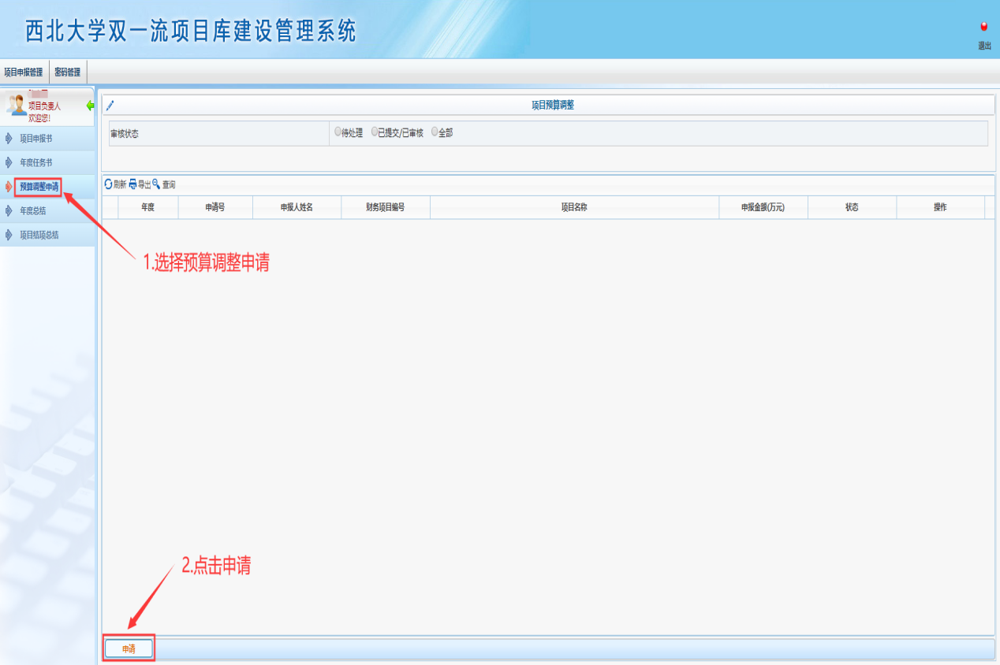 西北大学双一流项目库建设管理系统
退出
项目申报管理 密码管理
项目负责人
欢迎您!
项目申报书
年度任务书
预算调整申请
年度总结
项目结项总结
项目预算调整
审核状态 待处理 已提交/已审核 全部
刷新 导出 查询
年度 申请号 申报人姓名 财务项目编号 项目名称 申报金额(万元) 状态 操作
1.选择预算调整申请
2.点击申请
申请